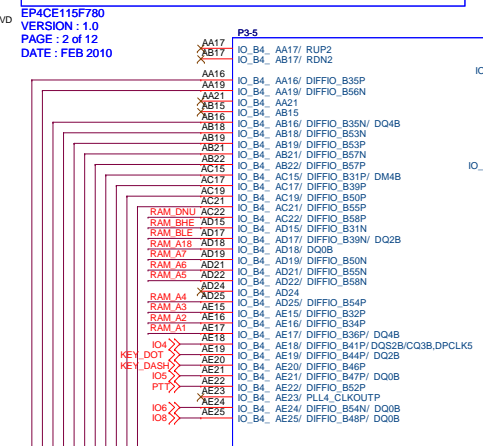 VD
EP4CE115F780
VERSION : 1.0
PAGE : 2 of 12
DATE : FEB 2010
P3-5
AA17 IO_B4_ AA17/ RUP2
AB17 IO_B4_ AB17/ RDN2
IO
AA16 IO_B4_ AA16/ DIFFIO_B35P
AA19 IO_B4_ AA19/ DIFFIO_B56N
AA21 IO_B4_ AA21
AB15 IO_B4_ AB15
AB16 IO_B4_ AB16/ DIFFIO_B35N/ DQ4B
AB18 IO_B4_ AB18/ DIFFIO_B53N
AB19 IO_B4_ AB19/ DIFFIO_B53P
AB21 IO_B4_ AB21/ DIFFIO_B57N
AB22 IO_B4_ AB22/ DIFFIO_B57P
IO_
AC15 IO_B4_ AC15/ DIFFIO_B31P/ DM4B
AC17 IO_B4_ AC17/ DIFFIO_B39P
AC19 IO_B4_ AC19/ DIFFIO_B50P
AC21 IO_B4_ AC21/ DIFFIO_B55P
RAM_DNU AC22 IO_B4_ AC22/ DIFFIO_B58P
RAM_BHE AD15 IO_B4_ AD15/ DIFFIO_B31N
RAM_BLE AD17 IO_B4_ AD17/ DIFFIO_B39N/ DQ2B
RAM_A18 AD18 IO_B4_ AD18/ DQ0B
RAM_A7 AD19 IO_B4_ AD19/ DIFFIO_B50N
RAM_A6 AD21 IO_B4_ AD21/ DIFFIO_B55N
RAM_A5 AD22 IO_B4_ AD22/ DIFFIO_B58N
AD24 IO_B4_ AD24
RAM_A4 AD25 IO_B4_ AD25/ DIFFIO_B54P
RAM_A3 AE15 IO_B4_ AE15/ DIFFIO_B32P
RAM_A2 AE16 IO_B4_ AE16/ DIFFIO_B34P
RAM_A1 AE17 IO_B4_ AE17/ DIFFIO_B36P/ DQ4B
IO4 AE18 IO_B4_ AE18/ DIFFIO_B41P/ DQS2B/CQ3B,DPCLK5
KEY_DOT AE19 IO_B4_ AE19/ DIFFIO_B44P/ DQ2B
KEY_DASH AE20 IO_B4_ AE20/ DIFFIO_B46P
IO5 AE21 IO_B4_ AE21/ DIFFIO_B47P/ DQ0B
PTT AE22 IO_B4_ AE22/ DIFFIO_B52P
AE23 IO_B4_ AE23/ PLL4_CLKOUTP
IO6 AE24 IO_B4_ AE24/ DIFFIO_B54N/ DQ0B
IO8 AE25 IO_B4_ AE25/ DIFFIO_B48P/ DQ0B